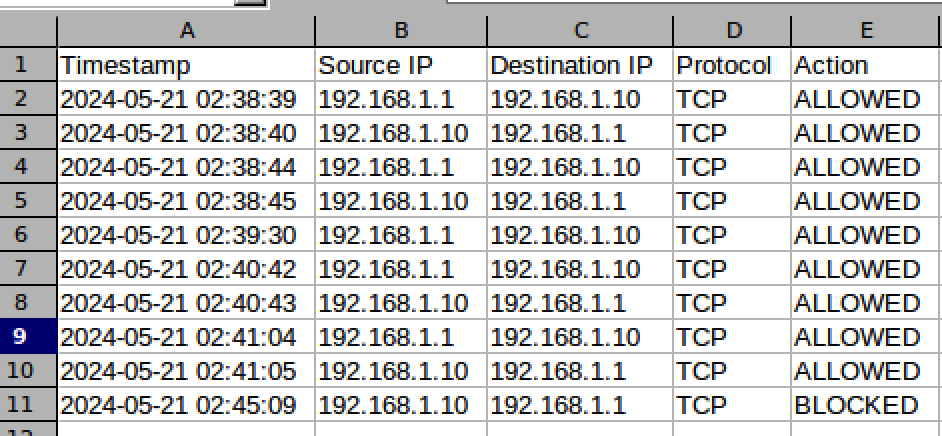 A B C D E
1 Timestamp Source IP Destination IP Protocol Action
2 2024-05-21 02:38:39 192.168.1.1 192.168.1.10 TCP ALLOWED
3 2024-05-21 02:38:40 192.168.1.10 192.168.1.1 TCP ALLOWED
4 2024-05-21 02:38:44 192.168.1.1 192.168.1.10 TCP ALLOWED
5 2024-05-21 02:38:45 192.168.1.10 192.168.1.1 TCP ALLOWED
6 2024-05-21 02:39:30 192.168.1.1 192.168.1.10 TCP ALLOWED
7 2024-05-21 02:40:42 192.168.1.1 192.168.1.10 TCP ALLOWED
8 2024-05-21 02:40:43 192.168.1.10 192.168.1.1 TCP ALLOWED
9 2024-05-21 02:41:04 192.168.1.1 192.168.1.10 TCP ALLOWED
10 2024-05-21 02:41:05 192.168.1.10 192.168.1.1 TCP ALLOWED
11 2024-05-21 02:45:09 192.168.1.10 192.168.1.1 TCP BLOCKED
12